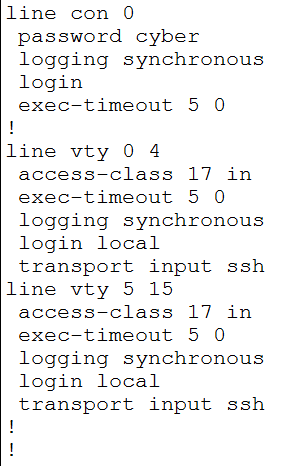 line con 0
 password cyber
 logging synchronous
 login
 exec-timeout 5 0
!
line vty 0 4
 access-class 17 in
 exec-timeout 5 0
 logging synchronous
 login local
 transport input ssh
line vty 5 15
 access-class 17 in
 exec-timeout 5 0
 logging synchronous
 login local
 transport input ssh
!
!